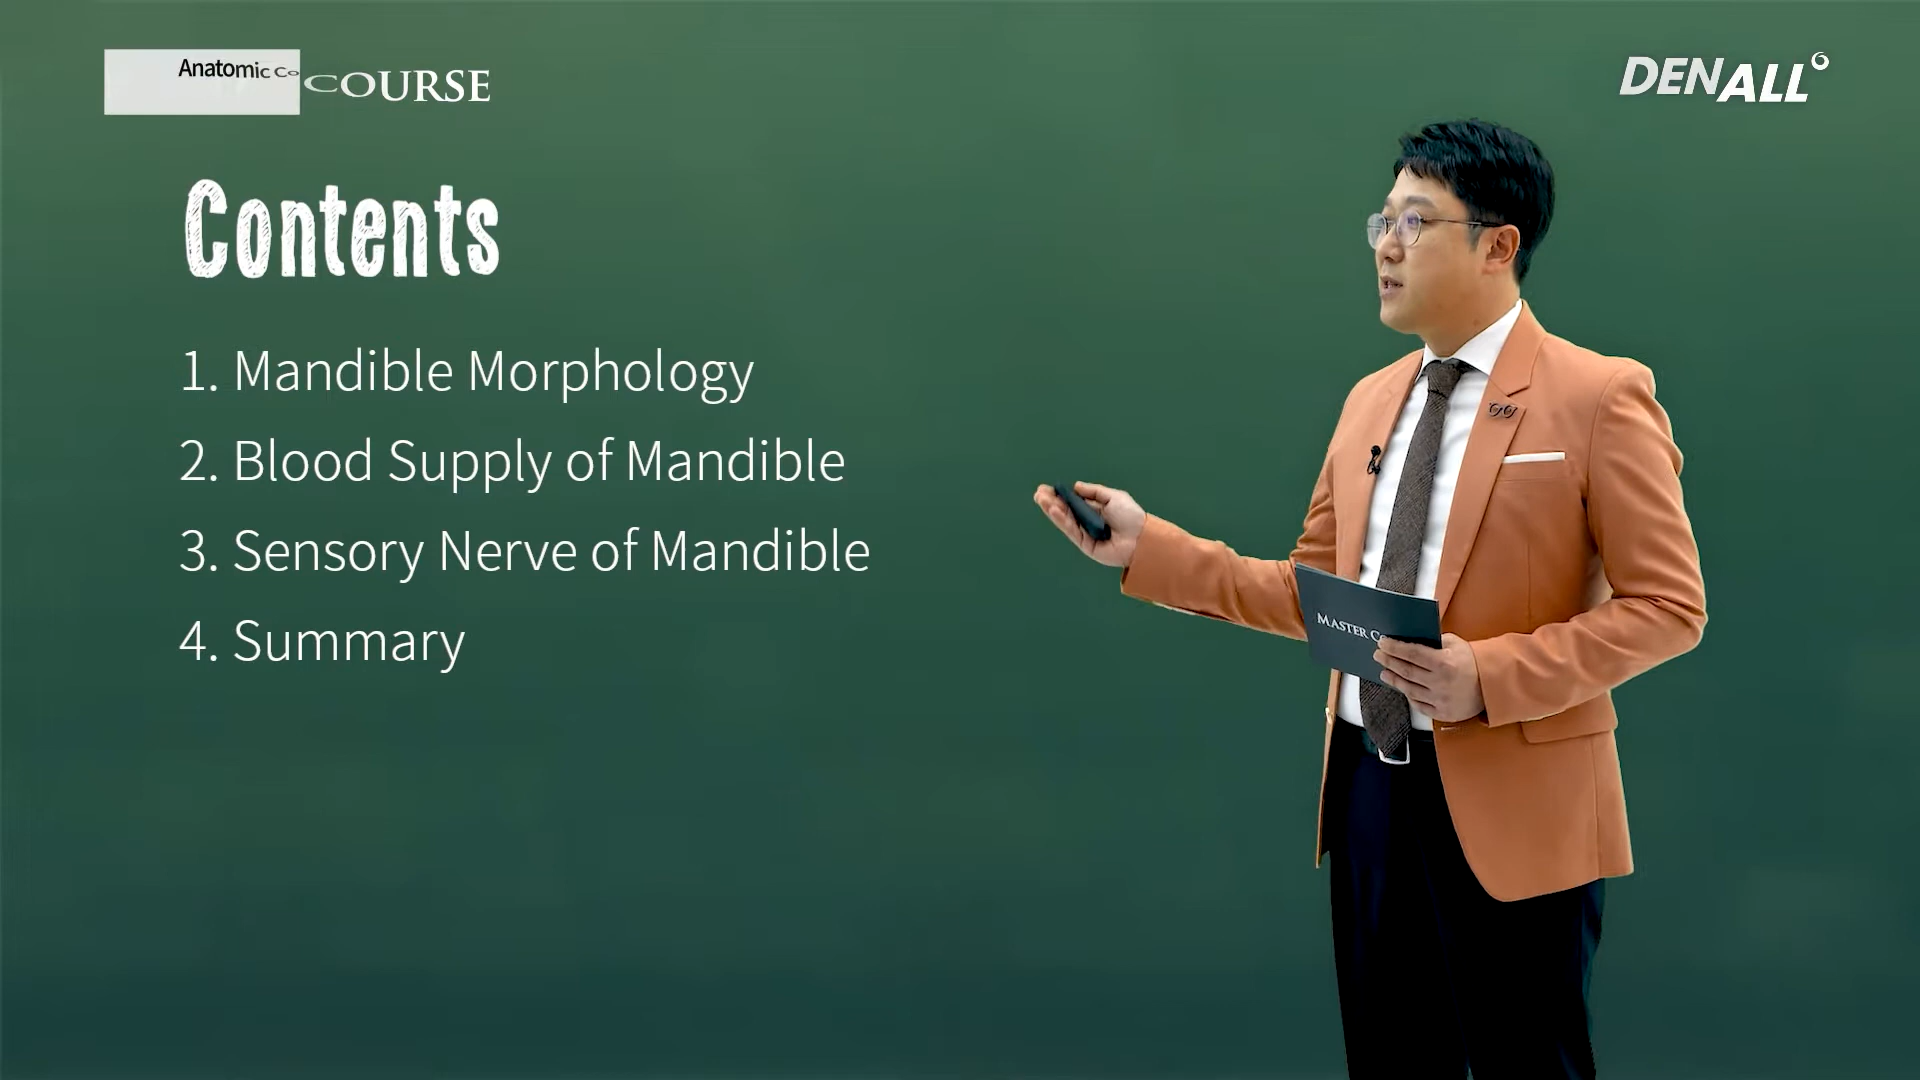 Anatomic Co
COURSE
DENALL
Contents
1. Mandible Morphology
2. Blood Supply of Mandible
3. Sensory Nerve of Mandible
4. Summary
MASTER